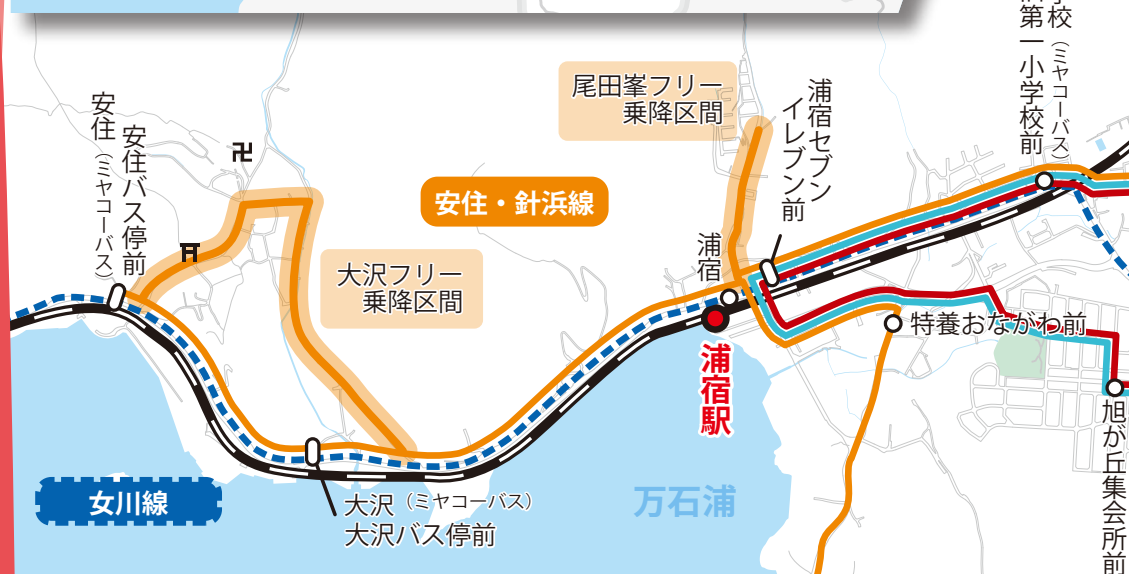 学校（ミヤコーバス）
第一小学校前
尾田峯フリー
乗降区間
浦宿セブン
イレブン前
安住（ミヤコーバス）
安住バス停前
安住・針浜線
浦宿
大沢フリー
乗降区間
特養おながわ前
浦宿駅
旭が丘集会所前
女川線
大沢（ミヤコーバス）
大沢バス停前
万石浦